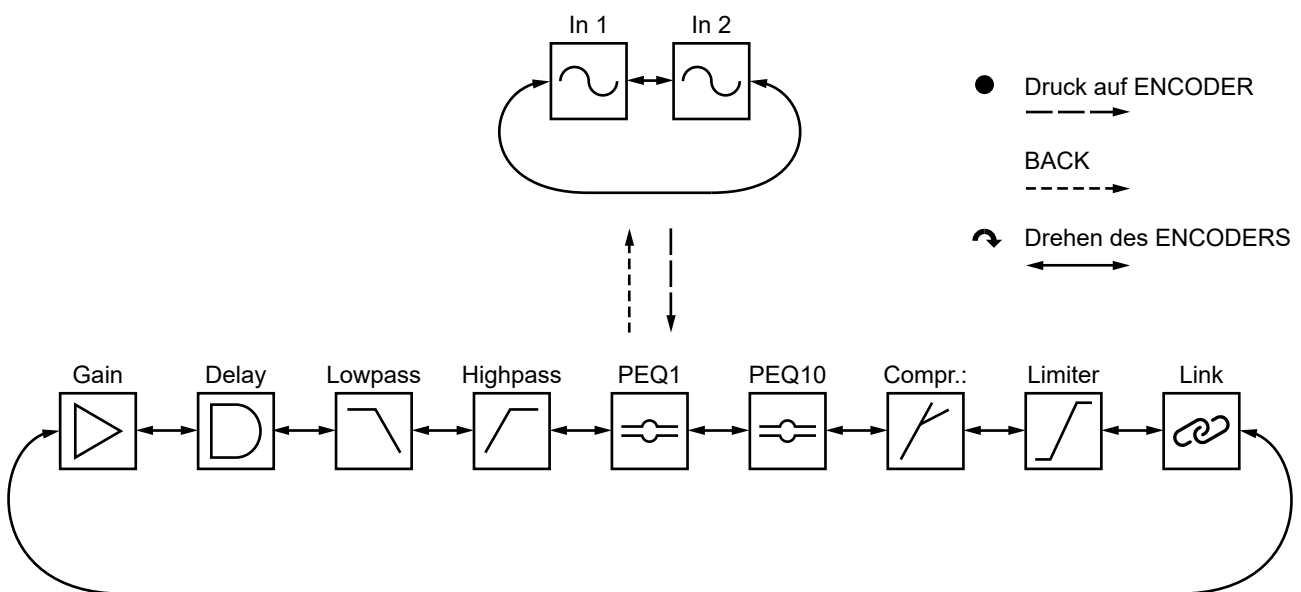 In 1 In 2
Druck auf ENCODER
BACK
Drehen des ENCODERS
Gain Delay Lowpass Highpass PEQ1 PEQ10 Compr.: Limiter Link